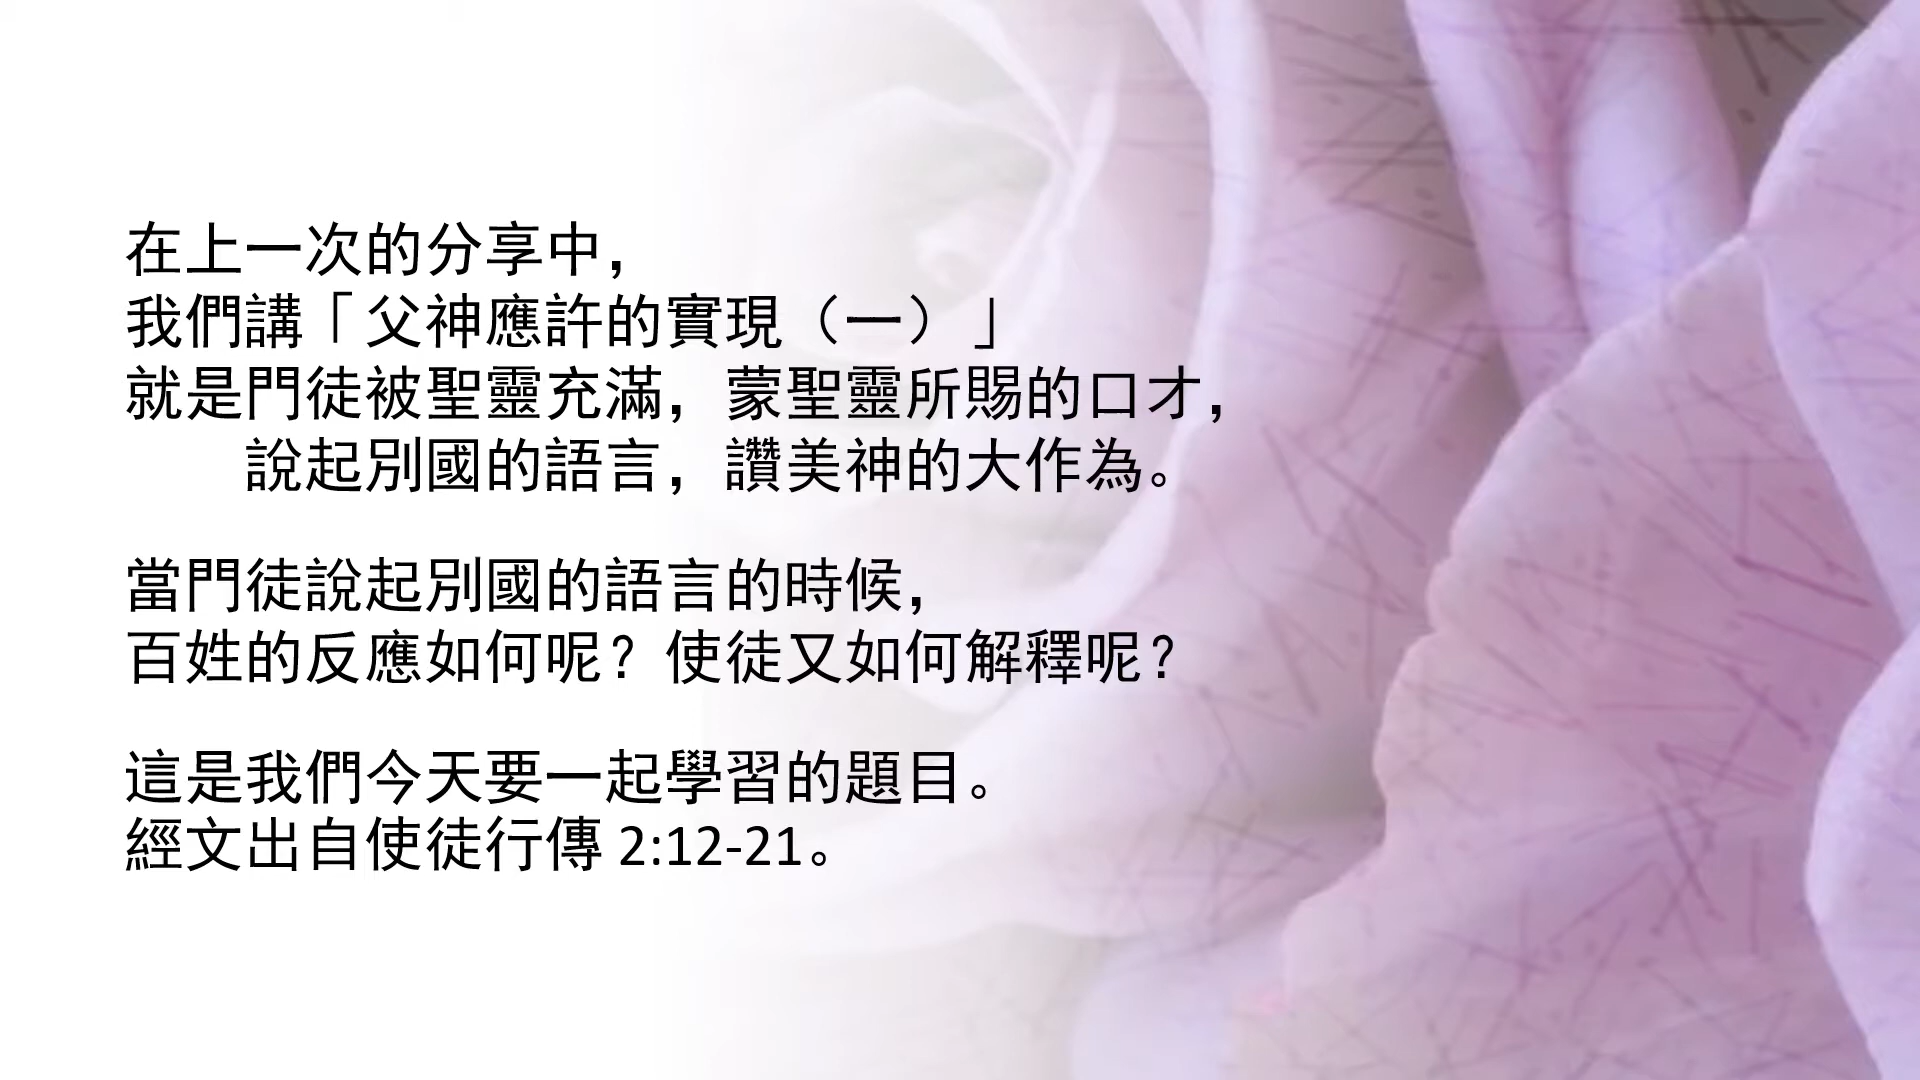 在上一次的分享中，
我們講「父神應許的實現（一）」
就是門徒被聖靈充滿，蒙聖靈所賜的口才，
說起別國的語言，讚美神的大作為。
當門徒說起別國的語言的時候，
百姓的反應如何呢？使徒又如何解釋呢？
這是我們今天要一起學習的題目。
經文出自使徒行傳 2:12-21。